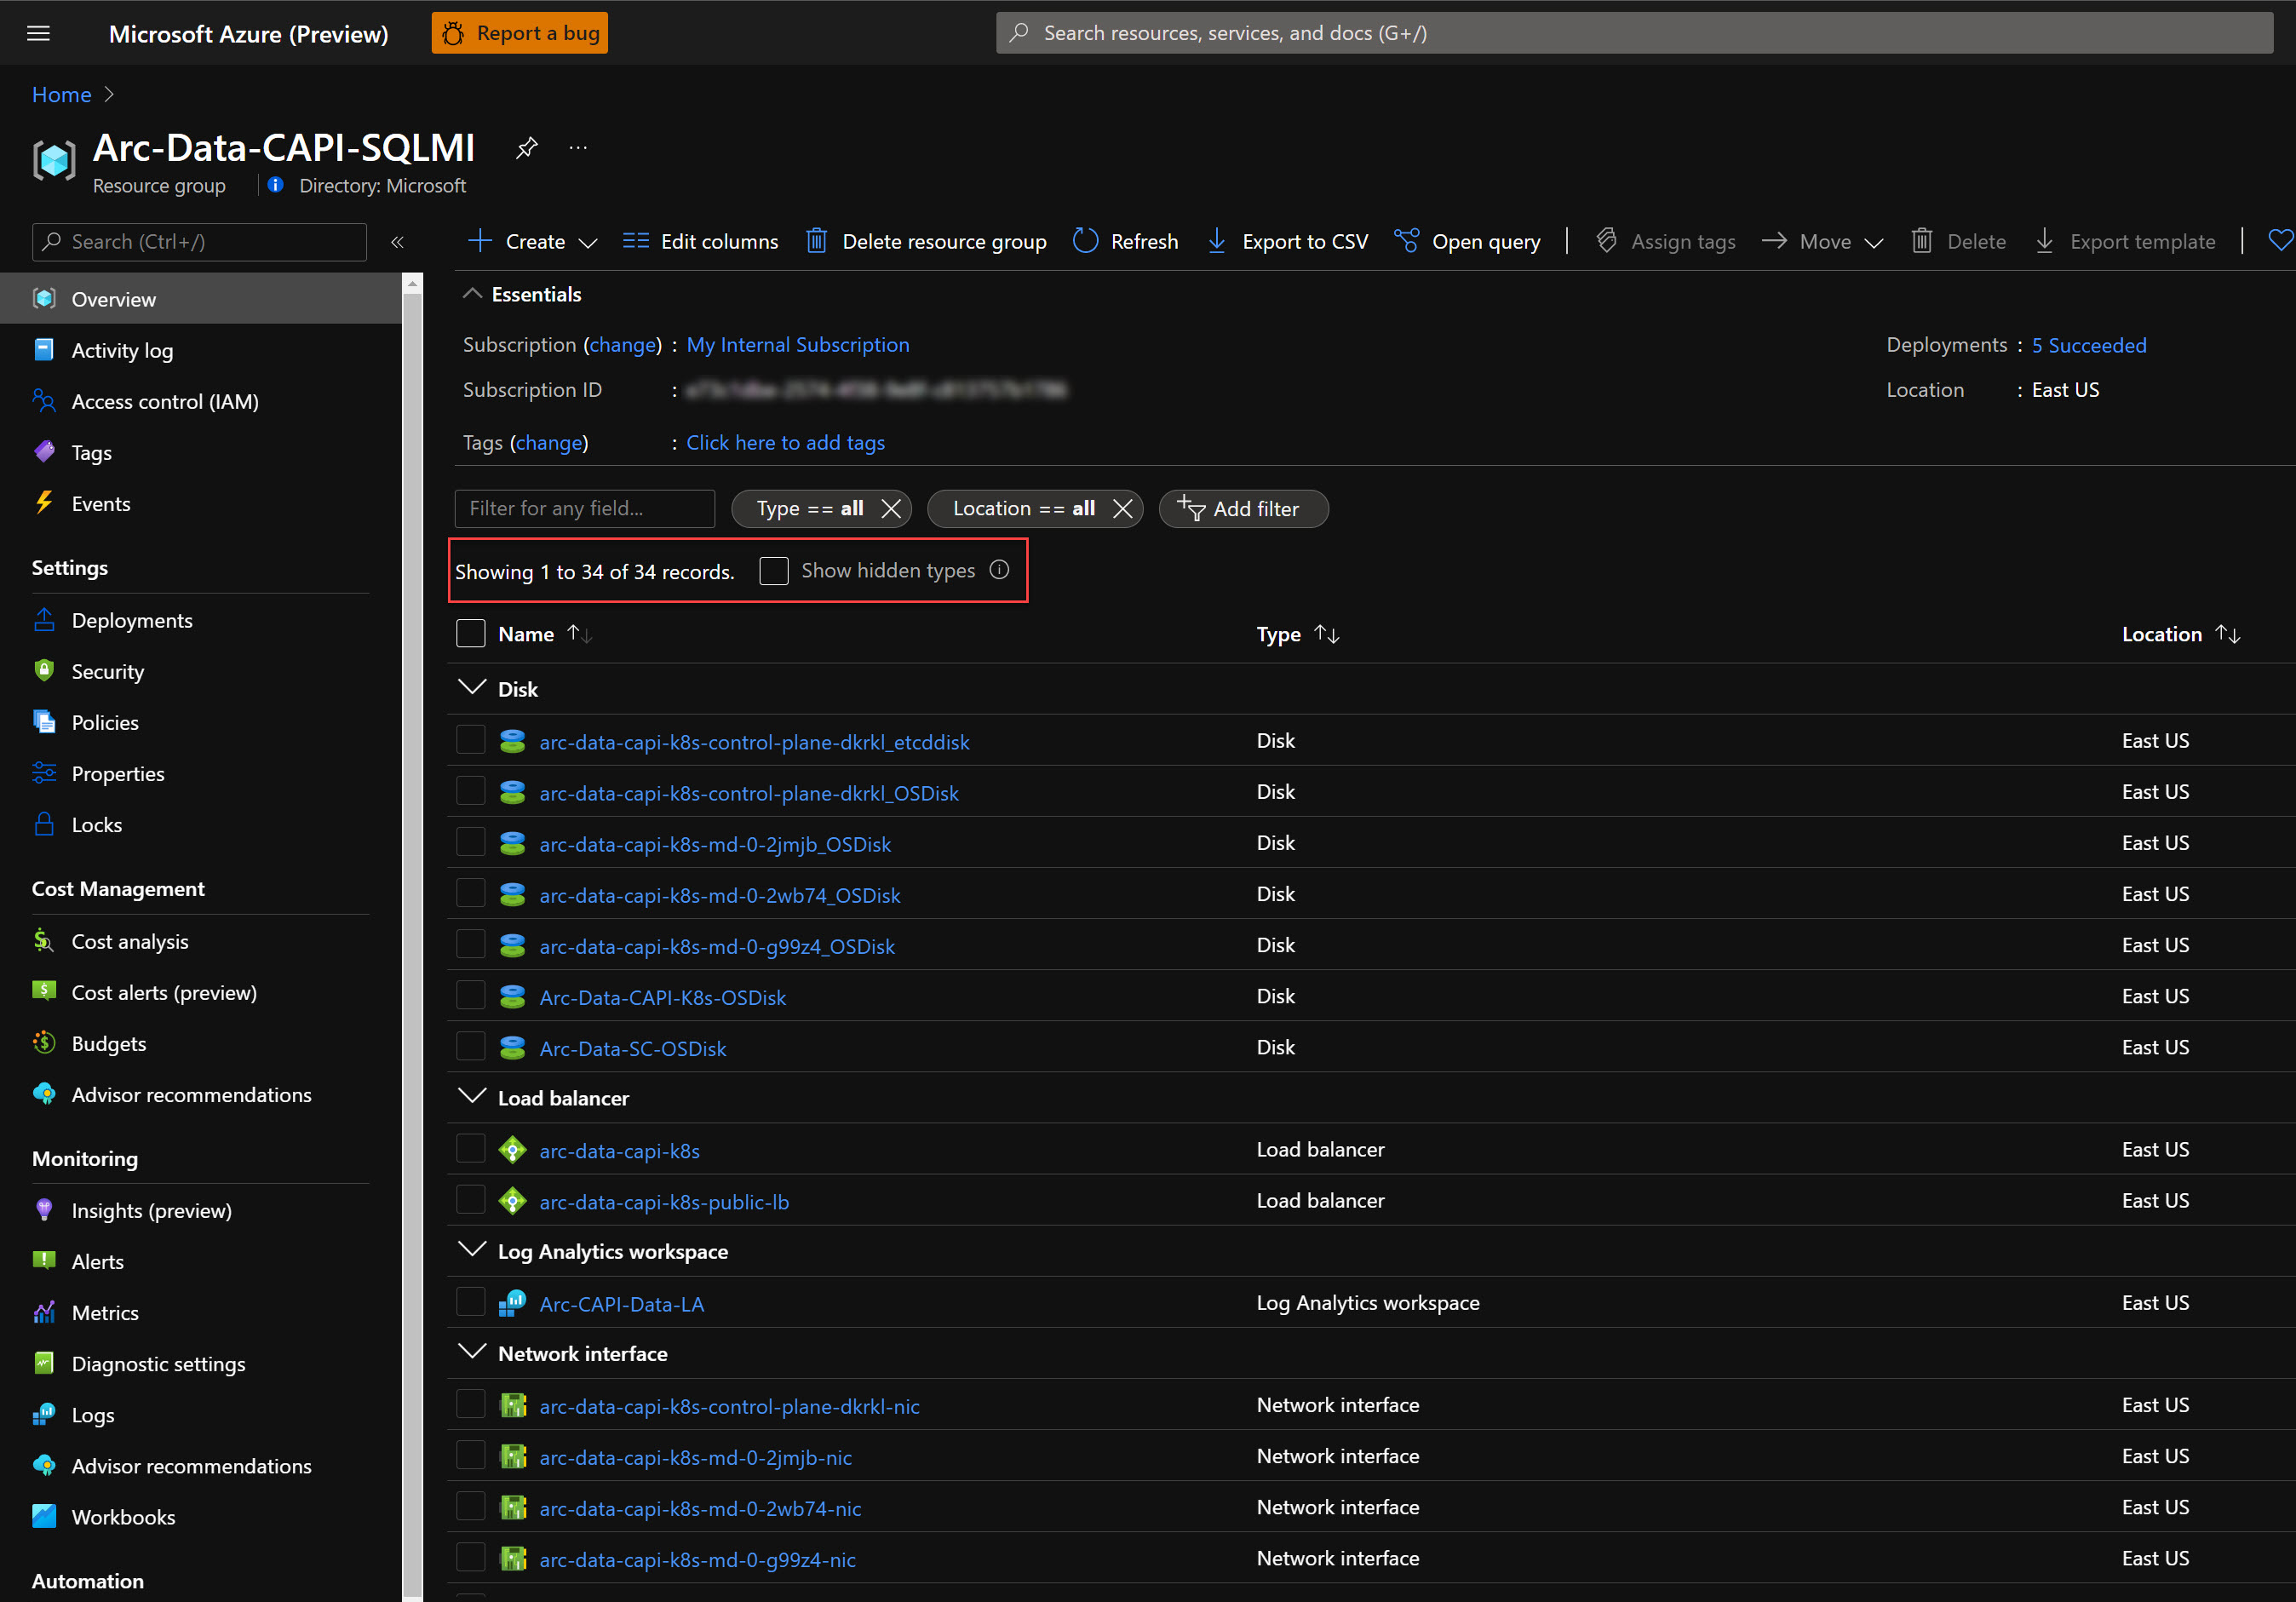 Microsoft Azure (Preview)
Report a bug
Search resources, services, and docs (G+/)
Home
Arc-Data-CAPI-SQLMI
Resource group
Directory: Microsoft
Search (Ctrl+/)
Create
Edit columns
Delete resource group
Refresh
Export to CSV
Open query
Assign tags
Move
Delete
Export template
Overview
Activity log
Access control (IAM)
Tags
Events
Settings
Deployments
Security
Policies
Properties
Locks
Cost Management
Cost analysis
Cost alerts (preview)
Budgets
Advisor recommendations
Monitoring
Insights (preview)
Alerts
Metrics
Diagnostic settings
Logs
Advisor recommendations
Workbooks
Automation
Essentials
Subscription (change) : My Internal Subscription
Deployments : 5 Succeeded
Subscription ID :
Location : East US
Tags (change) : Click here to add tags
Filter for any field...
Type == all
Location == all
Add filter
Showing 1 to 34 of 34 records.
Show hidden types
Name
Type
Location
Disk
arc-data-capi-k8s-control-plane-dkrkl_etcddisk Disk East US
arc-data-capi-k8s-control-plane-dkrkl_OSDisk Disk East US
arc-data-capi-k8s-md-0-2jmjb_OSDisk Disk East US
arc-data-capi-k8s-md-0-2wb74_OSDisk Disk East US
arc-data-capi-k8s-md-0-g99z4_OSDisk Disk East US
Arc-Data-CAPI-K8s-OSDisk Disk East US
Arc-Data-SC-OSDisk Disk East US
Load balancer
arc-data-capi-k8s Load balancer East US
arc-data-capi-k8s-public-lb Load balancer East US
Log Analytics workspace
Arc-CAPI-Data-LA Log Analytics workspace East US
Network interface
arc-data-capi-k8s-control-plane-dkrkl-nic Network interface East US
arc-data-capi-k8s-md-0-2jmjb-nic Network interface East US
arc-data-capi-k8s-md-0-2wb74-nic Network interface East US
arc-data-capi-k8s-md-0-g99z4-nic Network interface East US